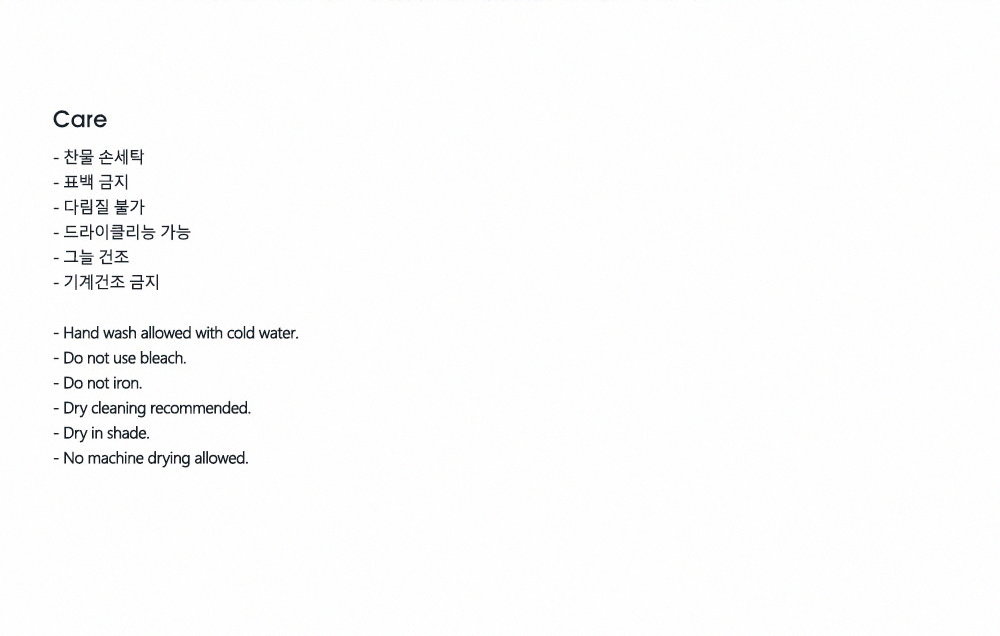 Care
- 찬물 손세탁
- 표백 금지
- 다림질 불가
- 드라이클리능 가능
- 그늘 건조
- 기계건조 금지
- Hand wash allowed with cold water.
- Do not use bleach.
- Do not iron.
- Dry cleaning recommended.
- Dry in shade.
- No machine drying allowed.